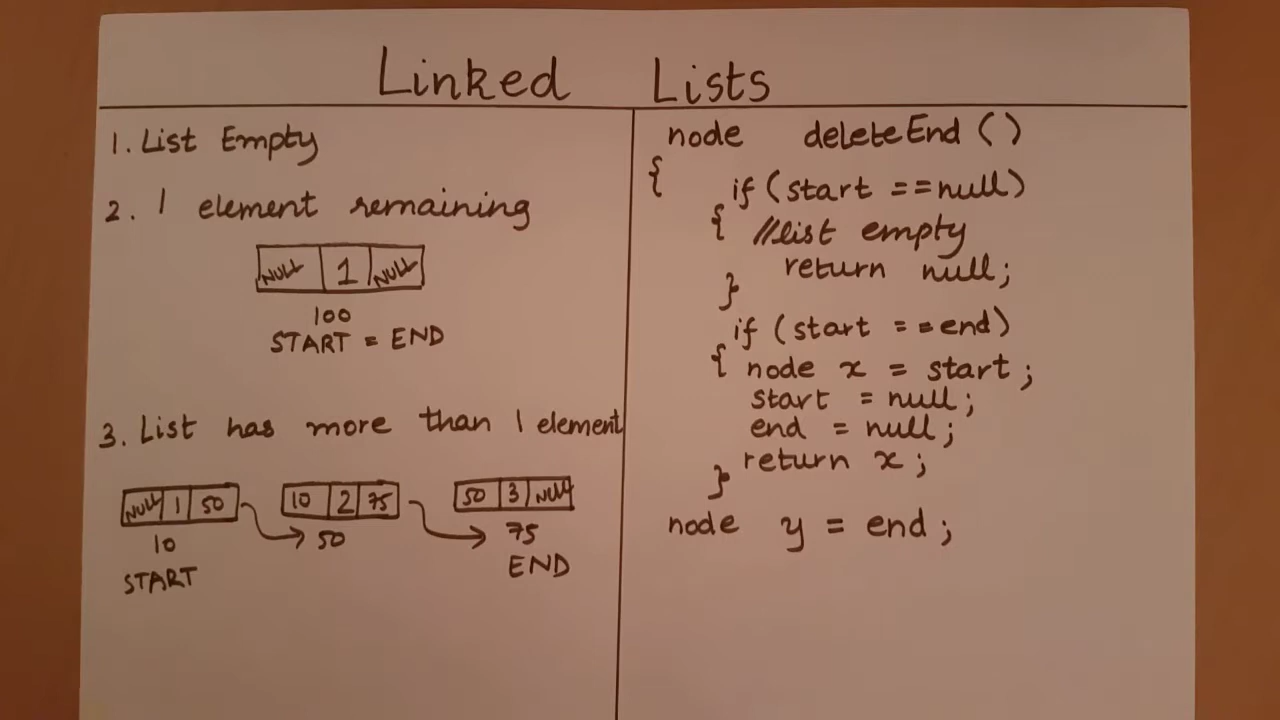 Linked Lists
1. List Empty
2. 1 element remaining
NULL 1 NULL
100
START = END
3. List has more than 1 element
NULL 1 50
10 2 75
50 3 NULL
10
50
75
START
END
node deleteEnd ()
{ if (start ==null)
{ //list empty
return null;
}
if (start ==end)
{ node x = start;
start = null;
end = null;
return x;
}
node y = end;